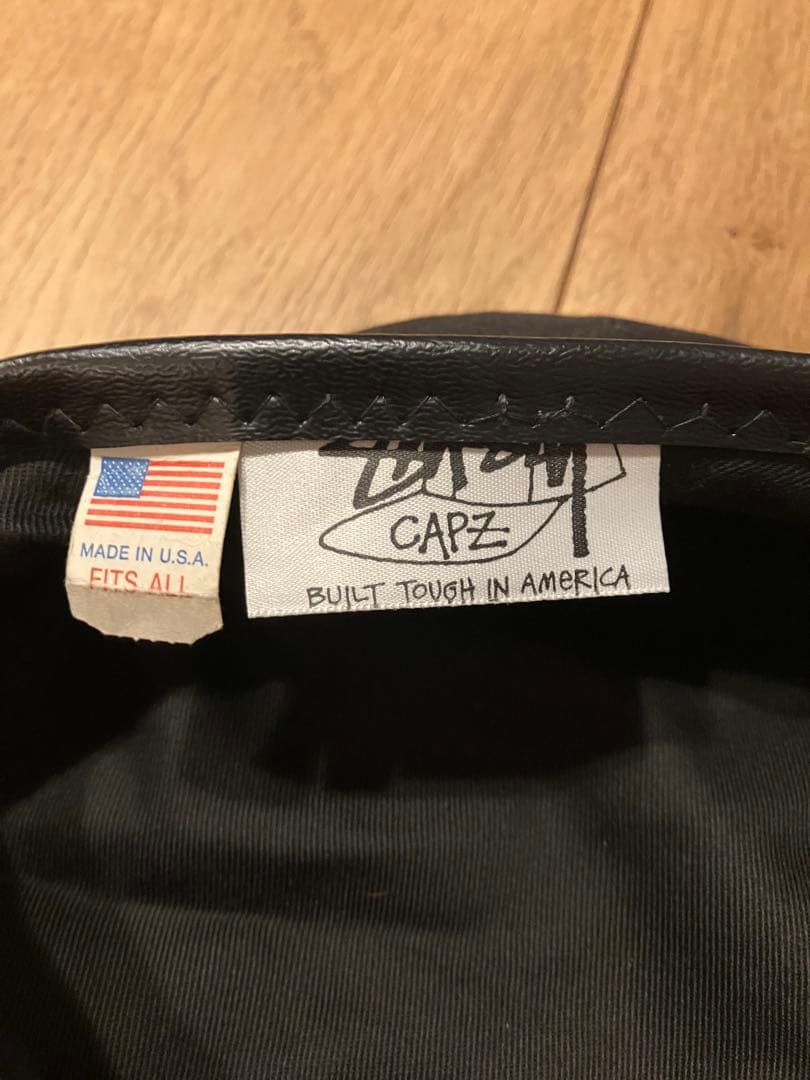 MADE IN U.S.A.
FITS ALL
CAPZ
BUILT TOUGH IN AMERICA